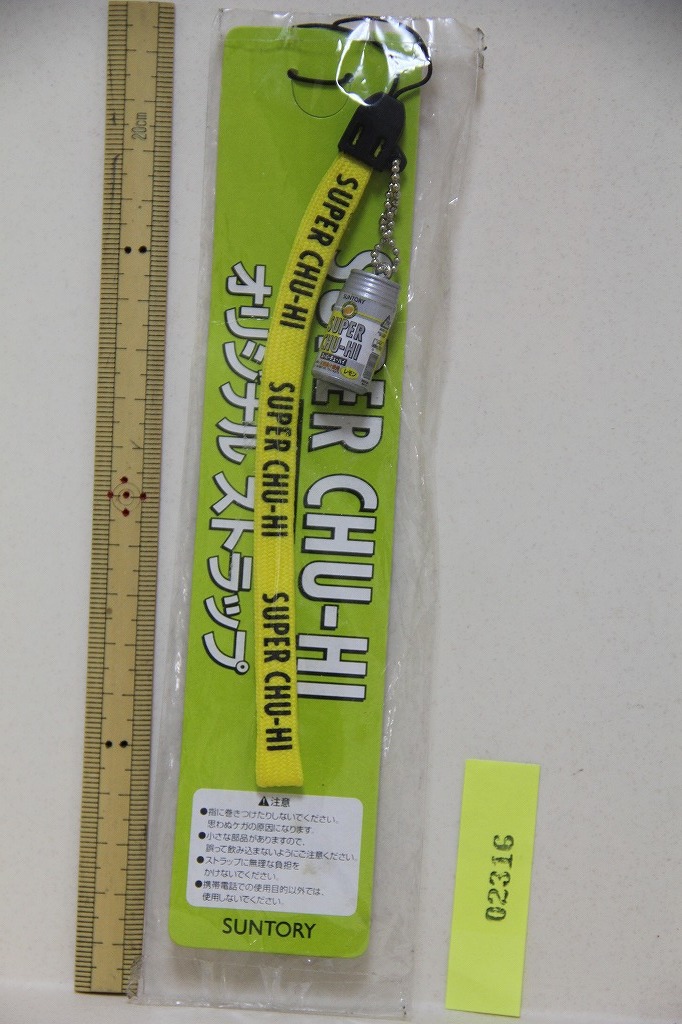 20cm
SUPER CHU-HI
オリジナル ストラップ
SUPER CHU-HI
SUPER CHU-HI
SUPER CHU-HI
SUNTORY
SUPER
CHU-HI
レモン
⚠注意
●指に巻きつけたりしないでください。
思わぬケガの原因になります。
●小さな部品がありますので、
誤って飲み込まないようにご注意ください。
●ストラップに無理な負担を
かけないでください。
●携帯電話での使用目的以外では、
使用しないでください。
SUNTORY
02316